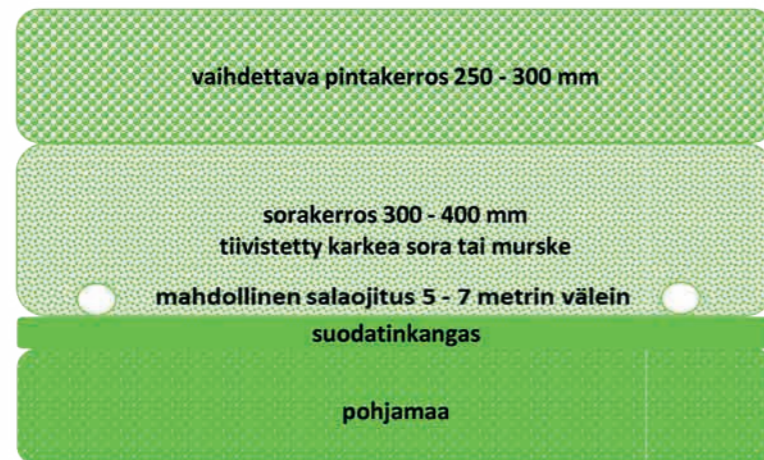 vaihdettava pintakerros 250 - 300 mm
sorakerros 300 - 400 mm
tiivistetty karkea sora tai murske
mahdollinen salaojitus 5 - 7 metrin välein
suodatinkangas
pohjamaa